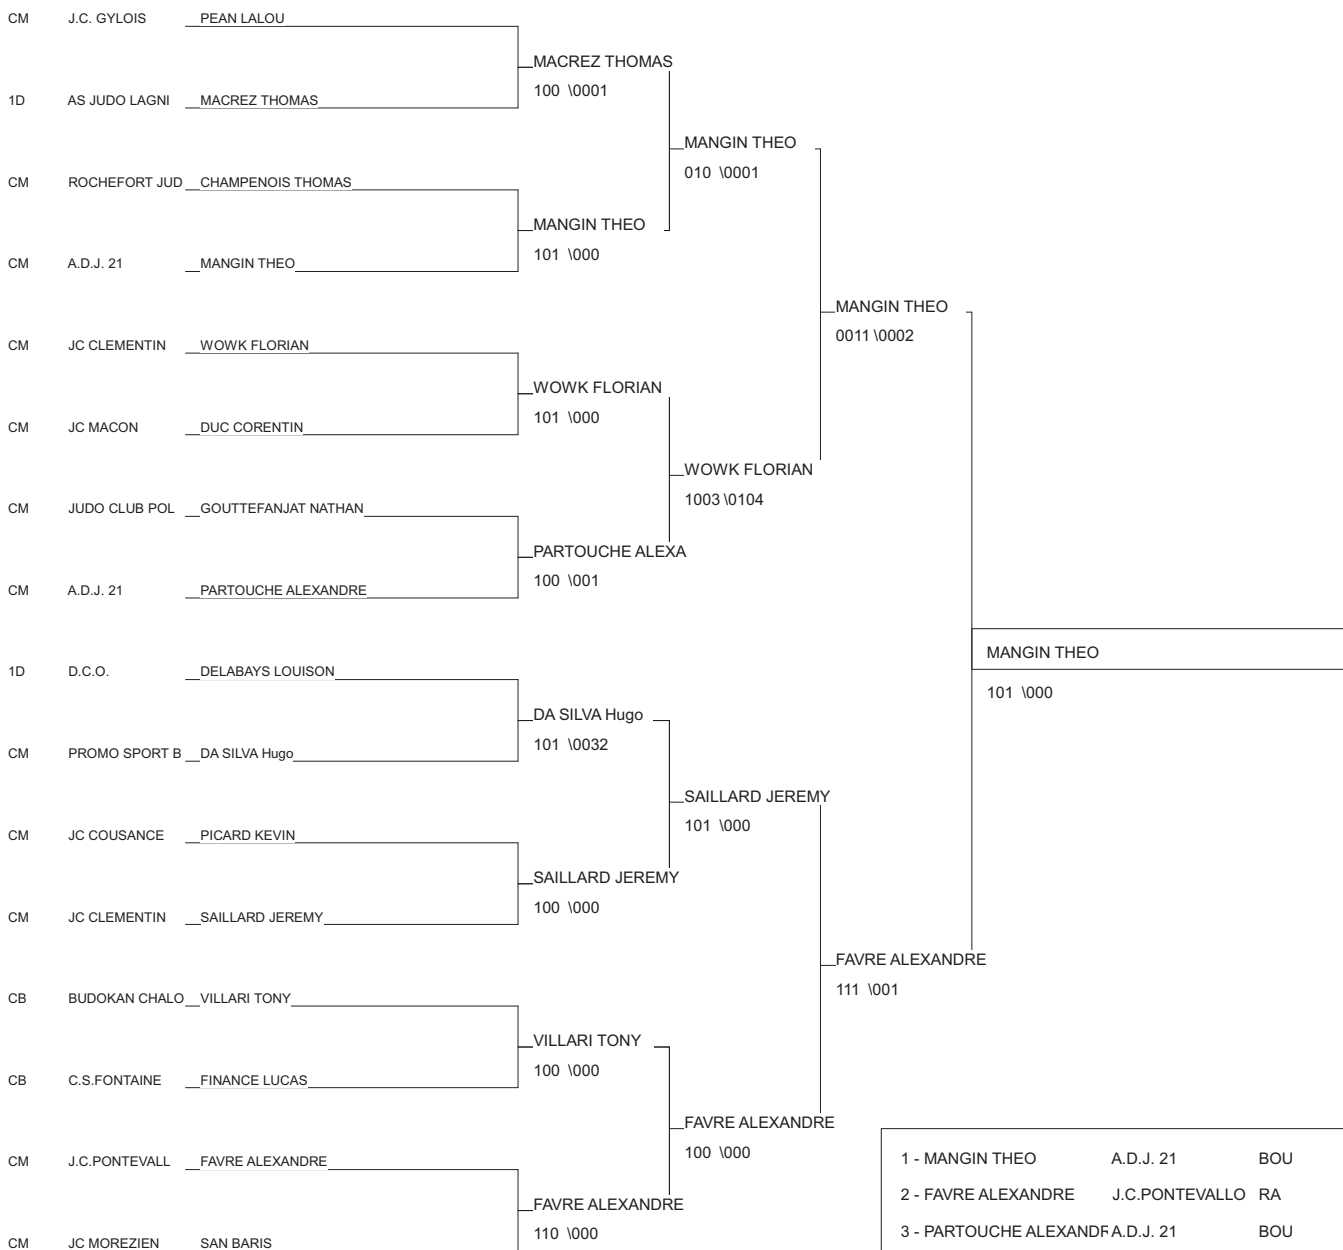 CM J.C. GYLOIS PEAN LALOU
MACREZ THOMAS
100 \0001
1D AS JUDO LAGNI MACREZ THOMAS
MANGIN THEO
010 \0001
CM ROCHEFORT JUD CHAMPENOIS THOMAS
MANGIN THEO
101 \000
CM A.D.J. 21 MANGIN THEO
MANGIN THEO
0011 \0002
CM JC CLEMENTIN WOWK FLORIAN
WOWK FLORIAN
101 \000
CM JC MACON DUC CORENTIN
WOWK FLORIAN
1003 \0104
CM JUDO CLUB POL GOUTTEFANJAT NATHAN
PARTOUCHE ALEXA
100 \001
CM A.D.J. 21 PARTOUCHE ALEXANDRE
MANGIN THEO
101 \000
1D D.C.O. DELABAYS LOUISON
DA SILVA Hugo
101 \0032
CM PROMO SPORT B DA SILVA Hugo
SAILLARD JEREMY
101 \000
CM JC COUSANCE PICARD KEVIN
SAILLARD JEREMY
100 \000
CM JC CLEMENTIN SAILLARD JEREMY
FAVRE ALEXANDRE
111 \001
CB BUDOKAN CHALO VILLARI TONY
VILLARI TONY
100 \000
CB C.S.FONTAINE FINANCE LUCAS
FAVRE ALEXANDRE
100 \000
CM J.C.PONTEVALL FAVRE ALEXANDRE
FAVRE ALEXANDRE
110 \000
CM JC MOREZIEN SAN BARIS
1 - MANGIN THEO A.D.J. 21 BOU
2 - FAVRE ALEXANDRE J.C.PONTEVALLO RA
3 - PARTOUCHE ALEXANDR A.D.J. 21 BOU